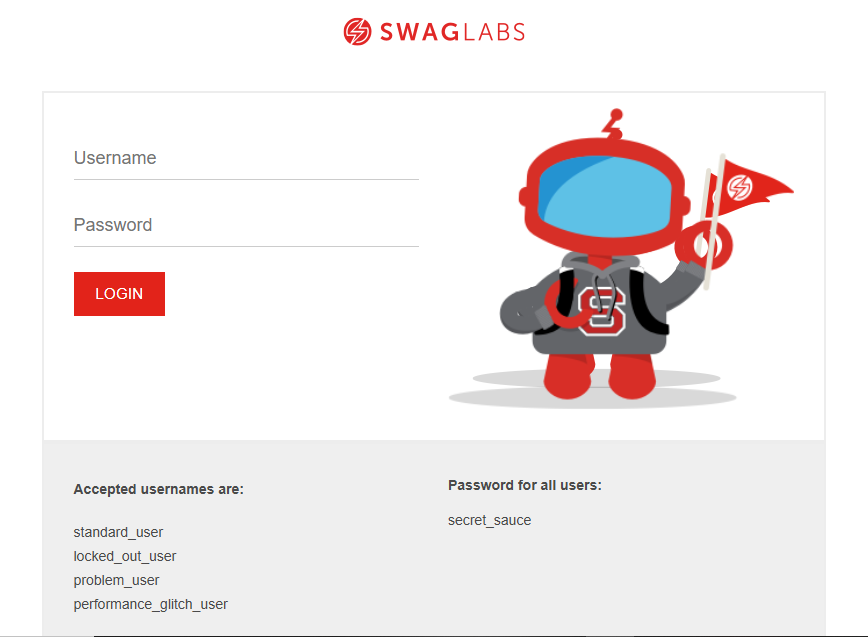 SWAGLABS
Username
Password
LOGIN
S
Accepted usernames are:
standard_user
locked_out_user
problem_user
performance_glitch_user
Password for all users:
secret_sauce